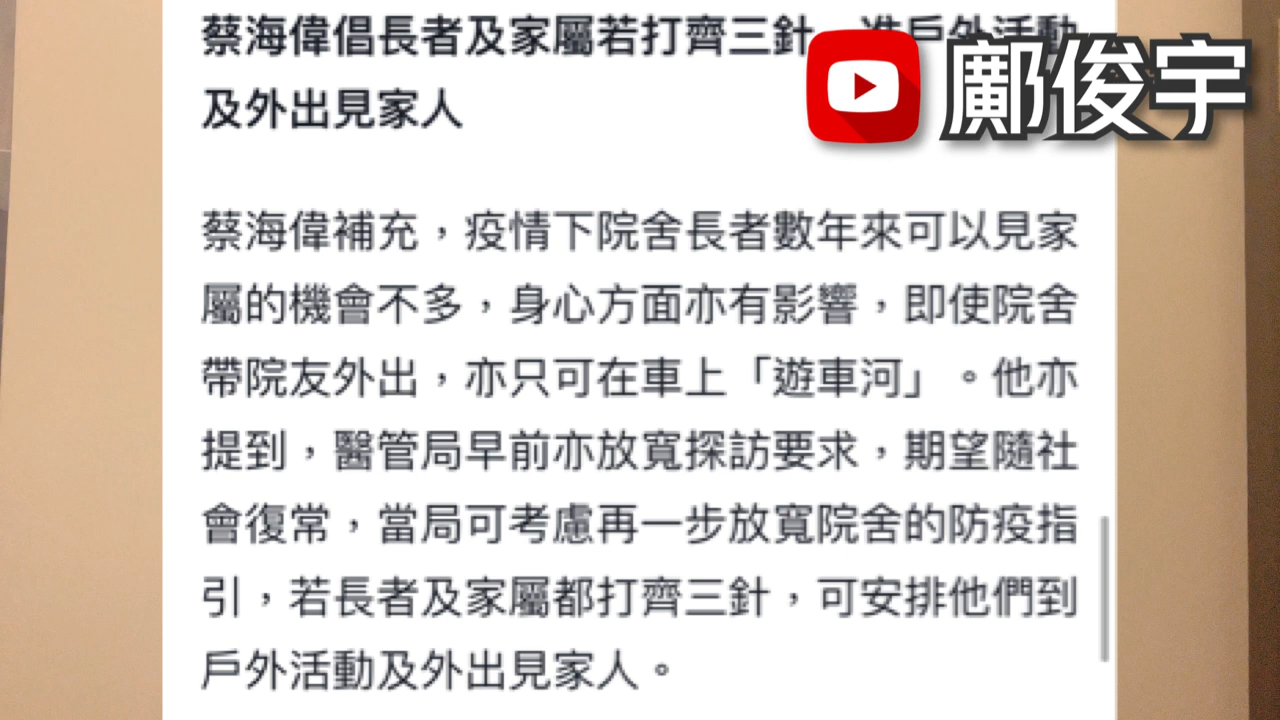 蔡海偉倡長者及家屬若打齊三針，准戶外活動
及外出見家人
鄺俊宇
蔡海偉補充，疫情下院舍長者數年來可以見家
屬的機會不多，身心方面亦有影響，即使院舍
帶院友外出，亦只可在車上「遊車河」。他亦
提到，醫管局早前亦放寬探訪要求，期望隨社
會復常，當局可考慮再一步放寬院舍的防疫指
引，若長者及家屬都打齊三針，可安排他們到
戶外活動及外出見家人。